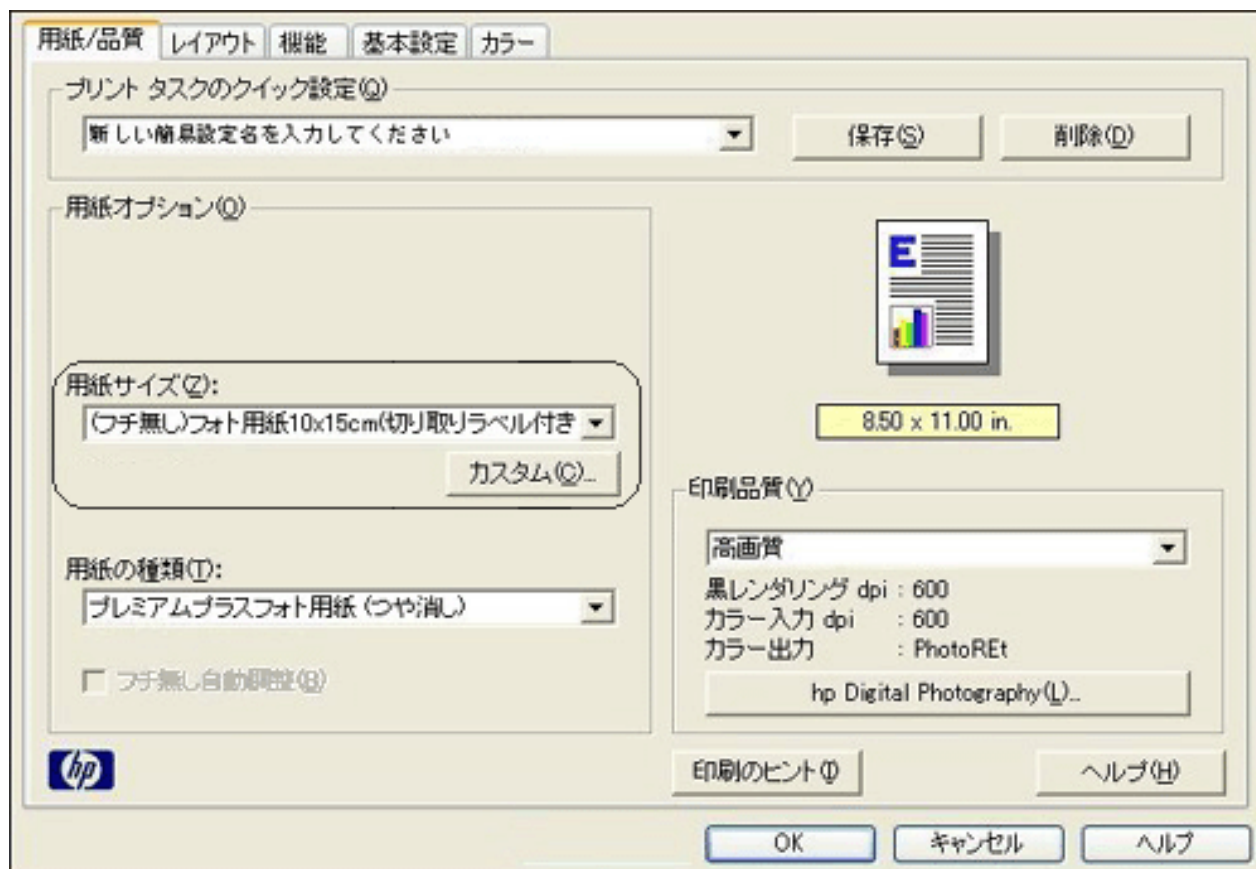 用紙/品質 レイアウト 機能 基本設定 カラー
プリント タスクのクイック設定(Q)
新しい簡易設定名を入力してください 保存(S) 削除(D)
用紙オプション(O)
E
用紙サイズ(Z):
(フチ無し)フォト用紙10x15cm(切り取りラベル付き
カスタム(C)...
8.50 x 11.00 in.
用紙の種類(T):
プレミアムプラスフォト用紙 (つや消し)
フチ無し自動調整(B)
印刷品質(Y)
高画質
黒レンダリング dpi : 600
カラー入力 dpi : 600
カラー出力 : PhotoREt
hp Digital Photography(L)...
hp
印刷のヒント(I) ヘルプ(H)
OK キャンセル ヘルプ